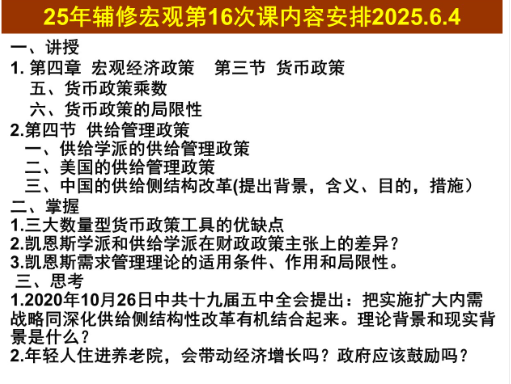 25年辅修宏观第16次课内容安排2025.6.4
一、讲授
1. 第四章 宏观经济政策 第三节 货币政策
五、货币政策乘数
六、货币政策的局限性
2.第四节 供给管理政策
一、供给学派的供给管理政策
二、美国的供给管理政策
三、中国的供给侧结构改革(提出背景，含义、目的，措施）
二、掌握
1.三大数量型货币政策工具的优缺点
2.凯恩斯学派和供给学派在财政政策主张上的差异？
3.凯恩斯需求管理理论的适用条件、作用和局限性。
三、思考
1.2020年10月26日中共十九届五中全会提出：把实施扩大内需
战略同深化供给侧结构性改革有机结合起来。理论背景和现实背
景是什么？
2.年轻人住进养老院，会带动经济增长吗？政府应该鼓励吗？